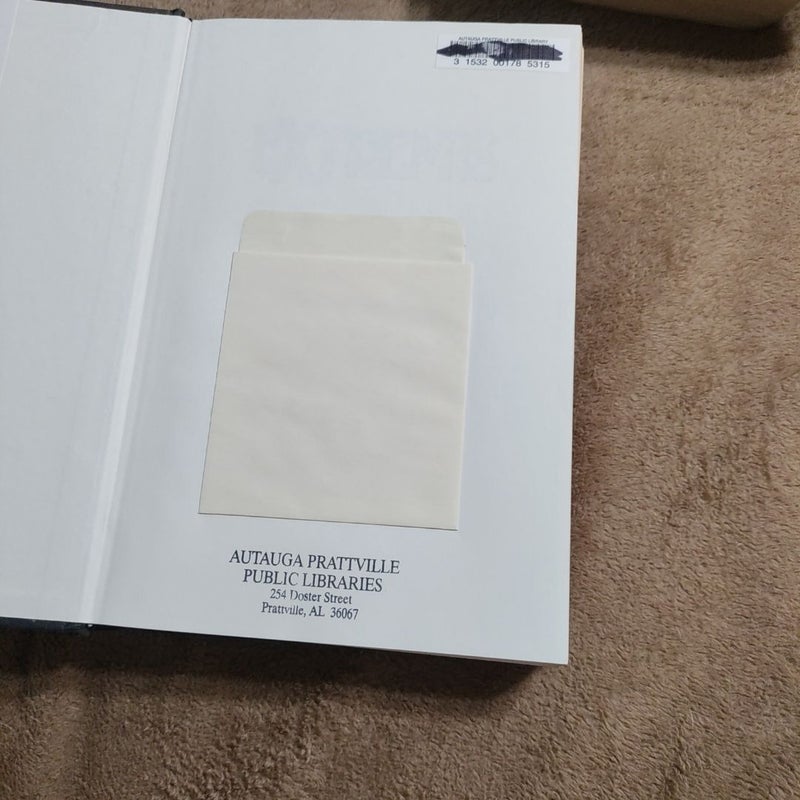 AUTAUGA PRATTVILLE PUBLIC LIBRARY
3 1532 00178 5315
AUTAUGA PRATTVILLE
PUBLIC LIBRARIES
254 Doster Street
Prattville, AL 36067